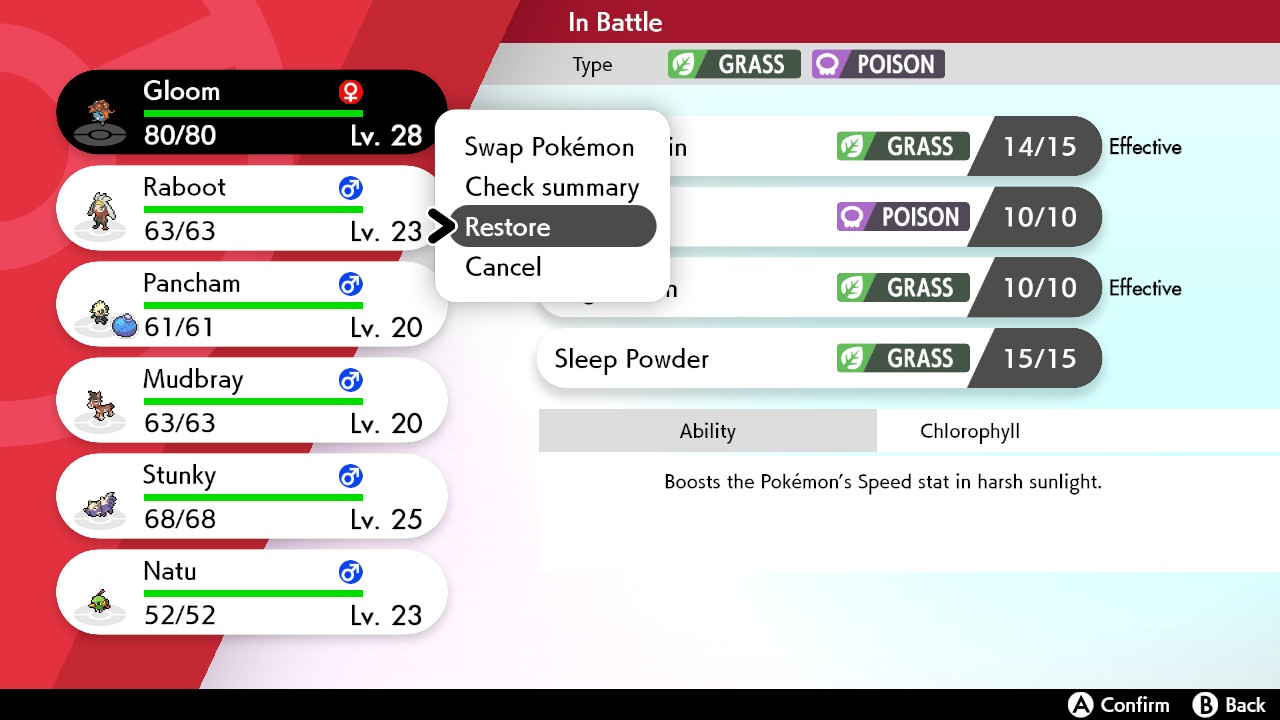 In Battle
Type GRASS POISON
Gloom
80/80 Lv. 28
Raboot
63/63 Lv. 23
Pancham
61/61 Lv. 20
Mudbray
63/63 Lv. 20
Stunky
68/68 Lv. 25
Natu
52/52 Lv. 23
Swap Pokémon
Check summary
Restore
Cancel
in GRASS 14/15 Effective
POISON 10/10
GRASS 10/10 Effective
Sleep Powder GRASS 15/15
Ability Chlorophyll
Boosts the Pokémon's Speed stat in harsh sunlight.
A Confirm B Back